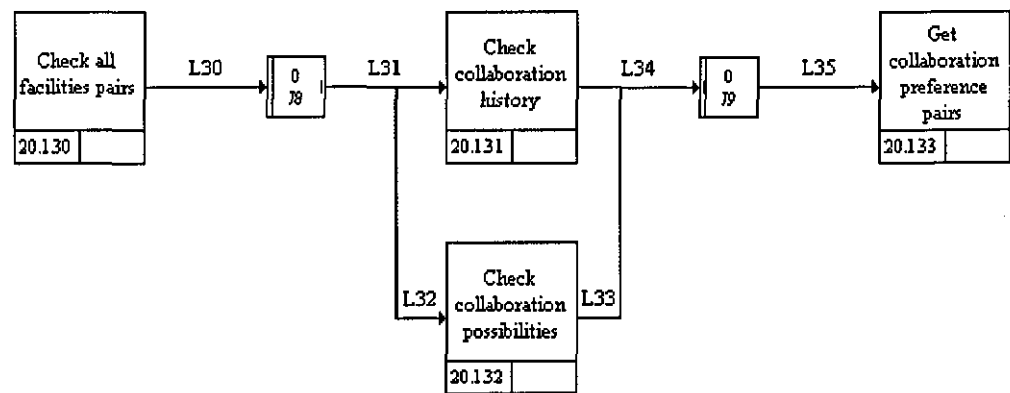 Check all
facilities pairs
20.130
L30
0
J8
L31
Check
collaboration
history
20.131
L32
Check
collaboration
possibilities
20.132
L33
L34
0
J9
L35
Get
collaboration
preference
pairs
20.133